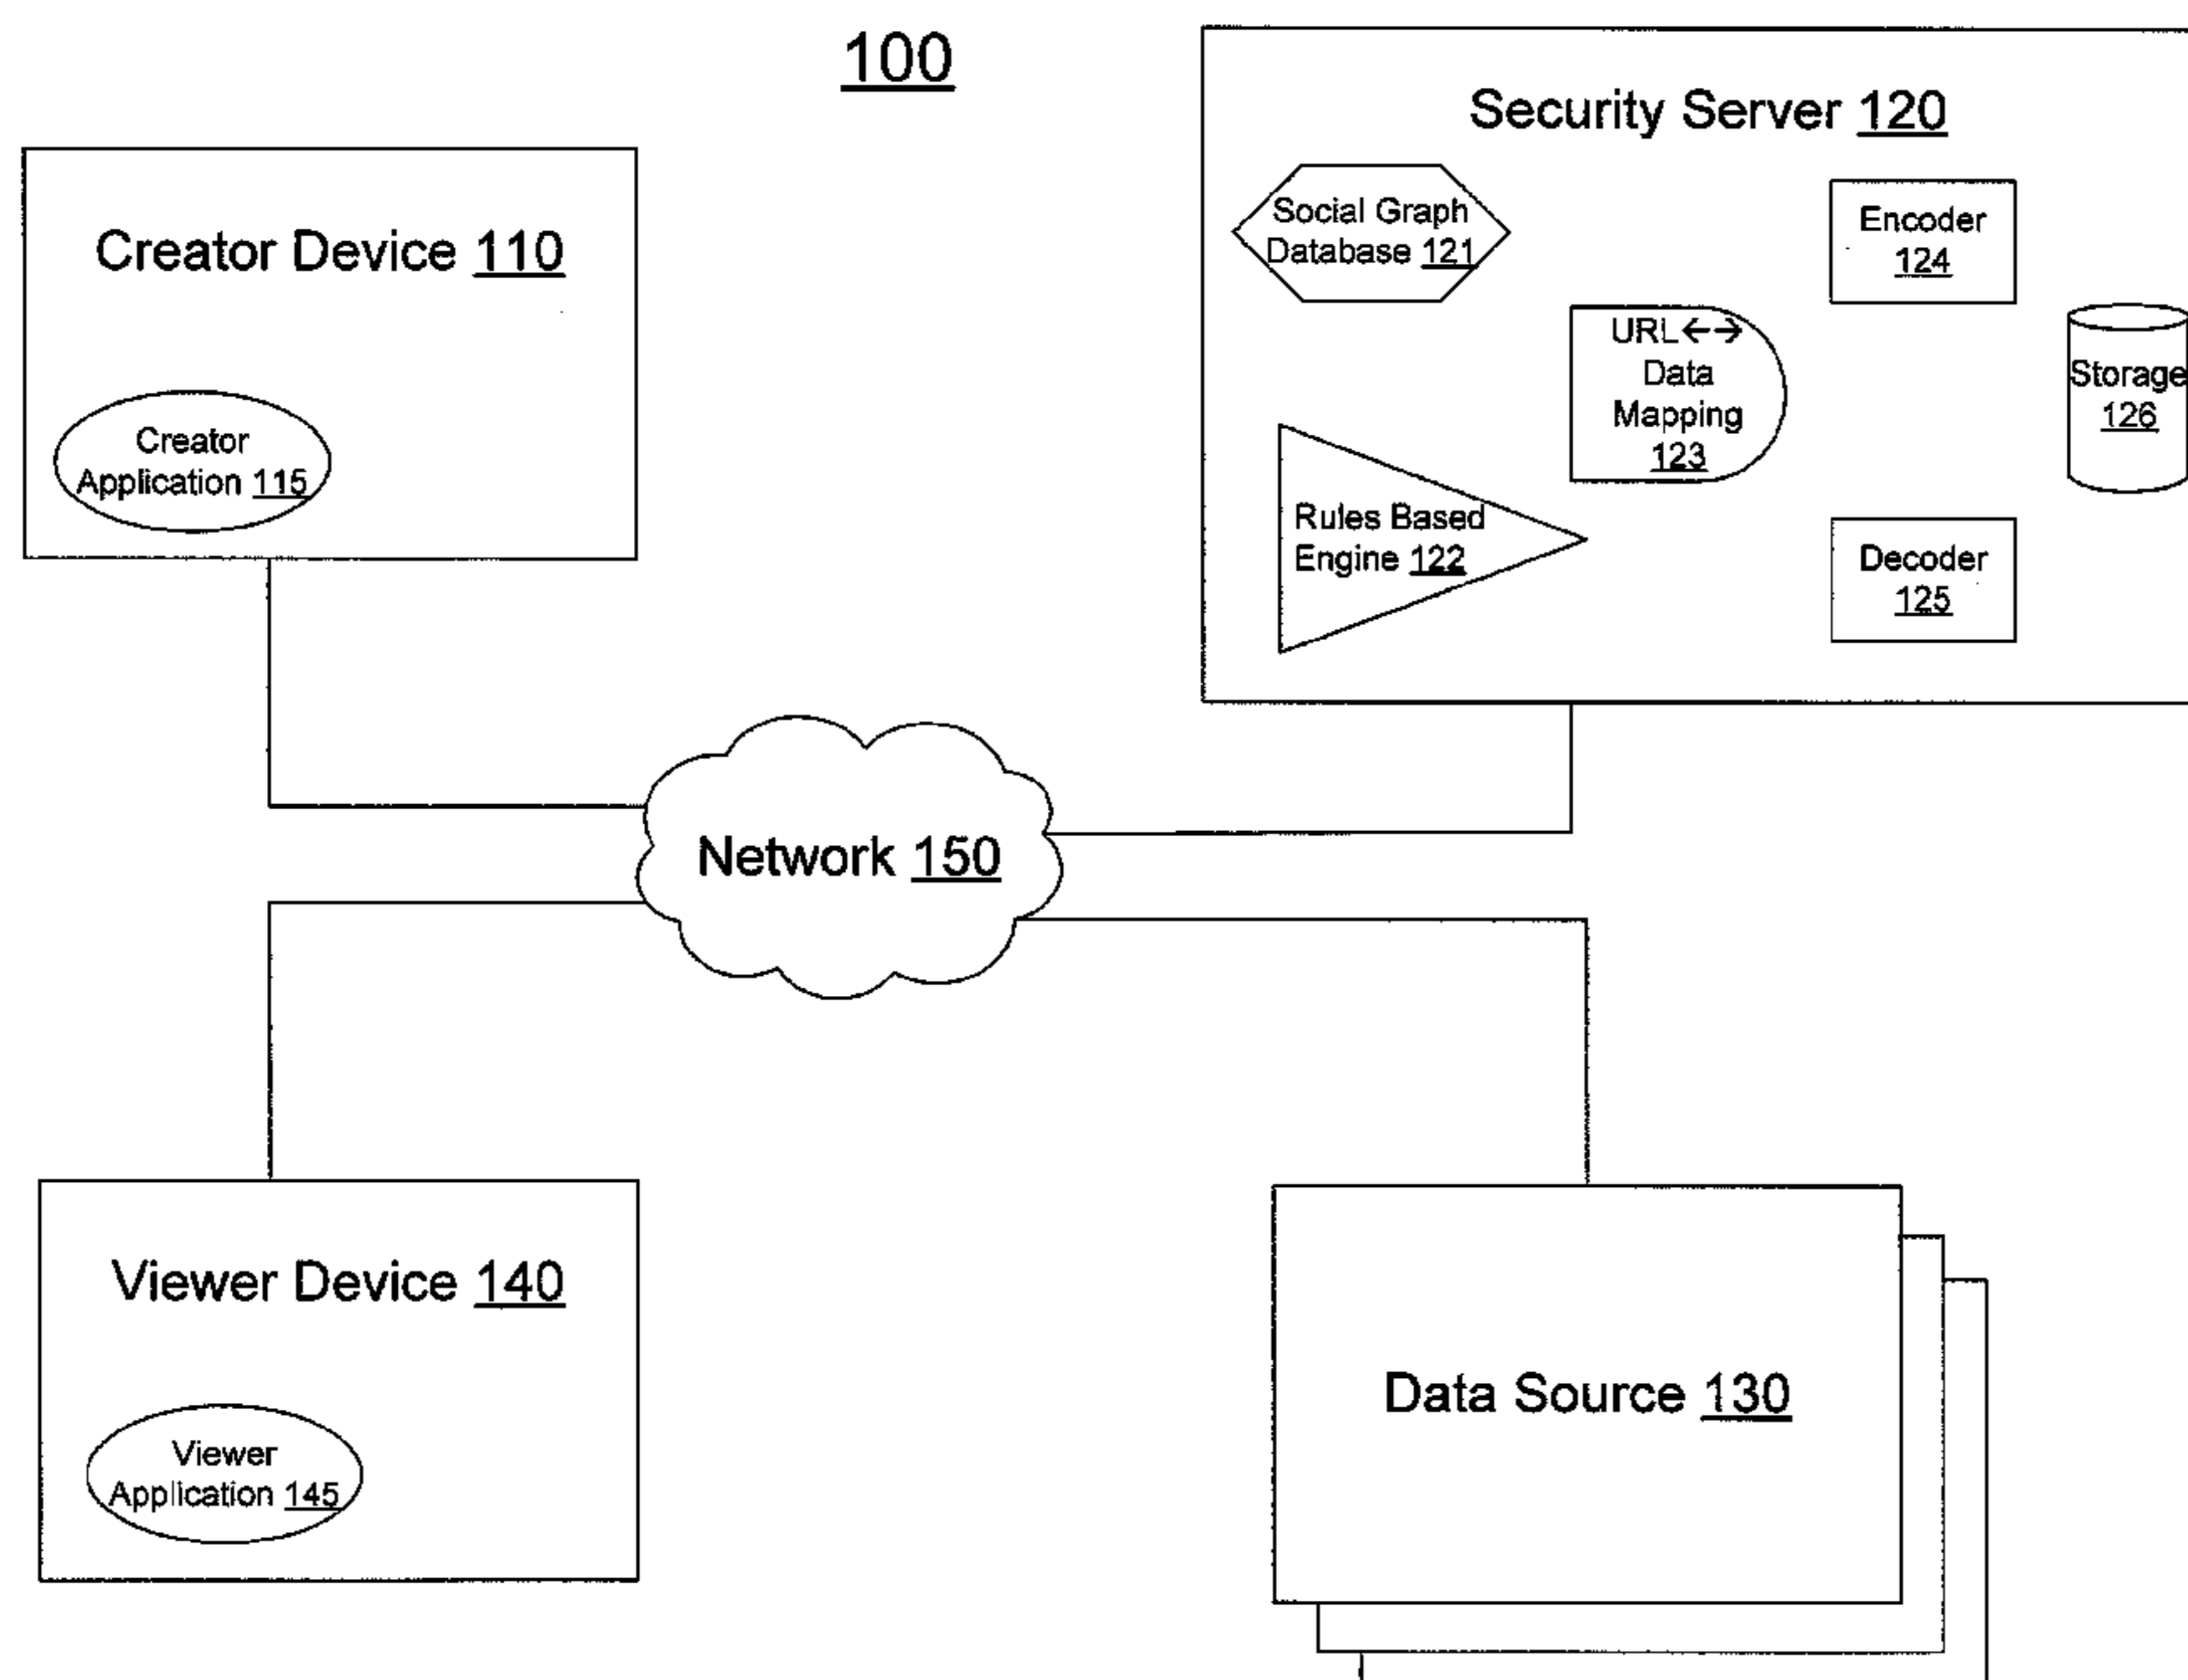 100
Security Server 120
Creator Device 110
Social Graph
Database 121
Encoder
124
URL←→
Data
Mapping
123
Storage
126
Creator
Application 115
Rules Based
Engine 122
Decoder
125
Network 150
Viewer Device 140
Data Source 130
Viewer
Application 145